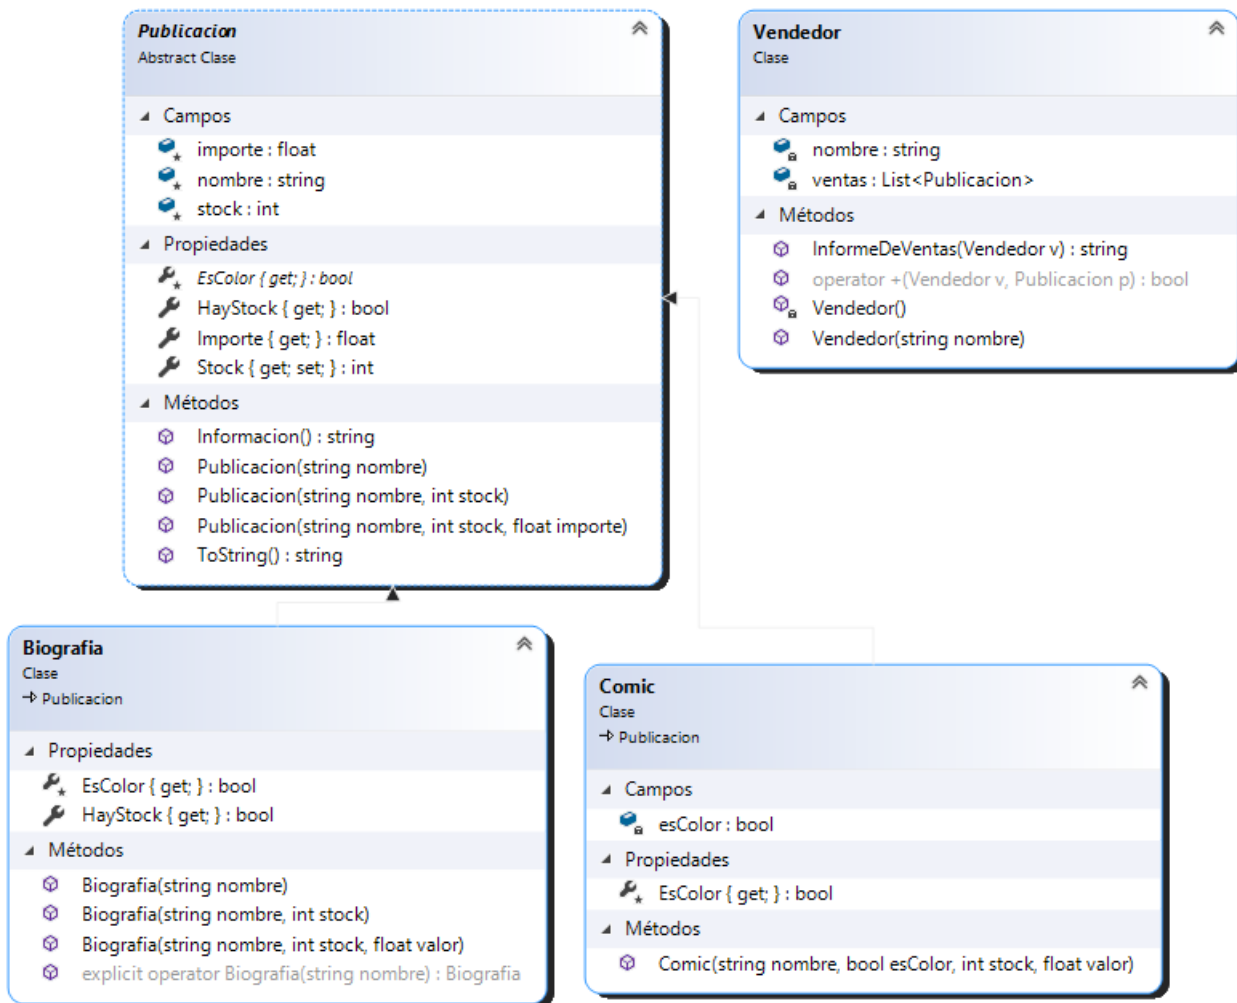 Publicacion
Abstract Clase
Campos
importe : float
nombre : string
stock : int
Propiedades
EsColor { get; } : bool
HayStock { get; } : bool
Importe { get; } : float
Stock { get; set; } : int
Métodos
Informacion() : string
Publicacion(string nombre)
Publicacion(string nombre, int stock)
Publicacion(string nombre, int stock, float importe)
ToString() : string
Vendedor
Clase
Campos
nombre : string
ventas : List<Publicacion>
Métodos
InformeDeVentas(Vendedor v) : string
operator +(Vendedor v, Publicacion p) : bool
Vendedor()
Vendedor(string nombre)
Biografia
Clase
Publicacion
Propiedades
EsColor { get; } : bool
HayStock { get; } : bool
Métodos
Biografia(string nombre)
Biografia(string nombre, int stock)
Biografia(string nombre, int stock, float valor)
explicit operator Biografia(string nombre) : Biografia
Comic
Clase
Publicacion
Campos
esColor : bool
Propiedades
EsColor { get; } : bool
Métodos
Comic(string nombre, bool esColor, int stock, float valor)